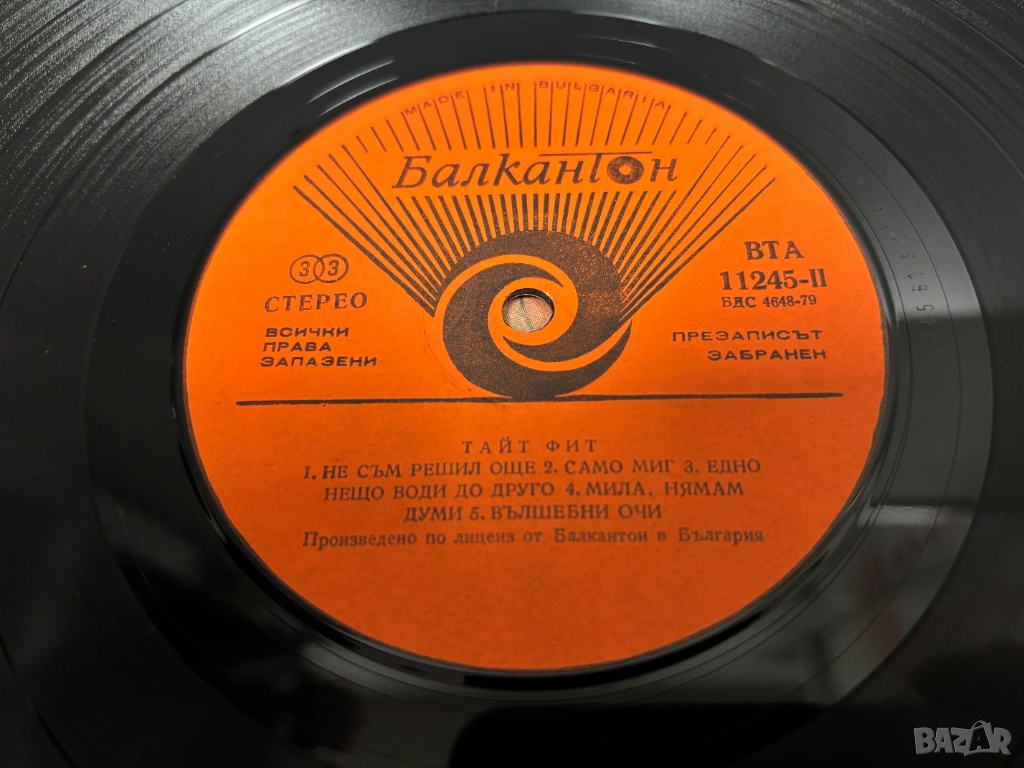 MADE IN BULGARIA
Балкантон
33
СТЕРЕО
ВСИЧКИ
ПРАВА
ЗАПАЗЕНИ
ВТА
11245-II
БДС 4648-79
ПРЕЗАПИСЪТ
ЗАБРАНЕН
ТАЙТ ФИТ
1. НЕ СЪМ РЕШИЛ ОЩЕ 2. САМО МИГ 3. ЕДНО
НЕЩО ВОДИ ДО ДРУГО 4. МИЛА, НЯМАМ
ДУМИ 5. ВЪЛШЕБНИ ОЧИ
Произведено по лиценз от Балкантон в България
BAZAR